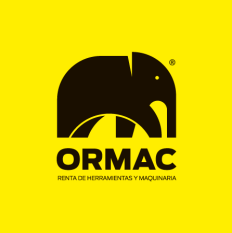 ®
ORMAC
RENTA DE HERRAMIENTAS Y MAQUINARIA